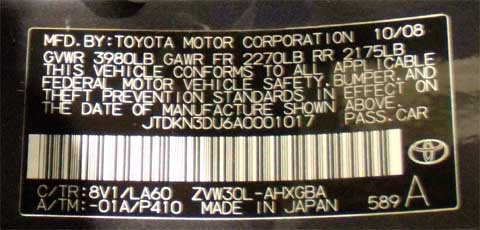 MFD.BY:TOYOTA MOTOR CORPORATION 10/08
GVWR 3980LB GAWR FR 2270LB RR 2175LB
THIS VEHICLE CONFORMS TO ALL APPLICABLE
FEDERAL MOTOR VEHICLE SAFETY, BUMPER, AND
THEFT PREVENTION STANDARDS IN EFFECT ON
THE DATE OF MANUFACTURE SHOWN ABOVE.
JTDKN3DU6A0001017 PASS.CAR
TOYOTA
C/TR:8V1/LA60 ZVW30L-AHXGBA
A/TM:-01A/P410 MADE IN JAPAN 589 A